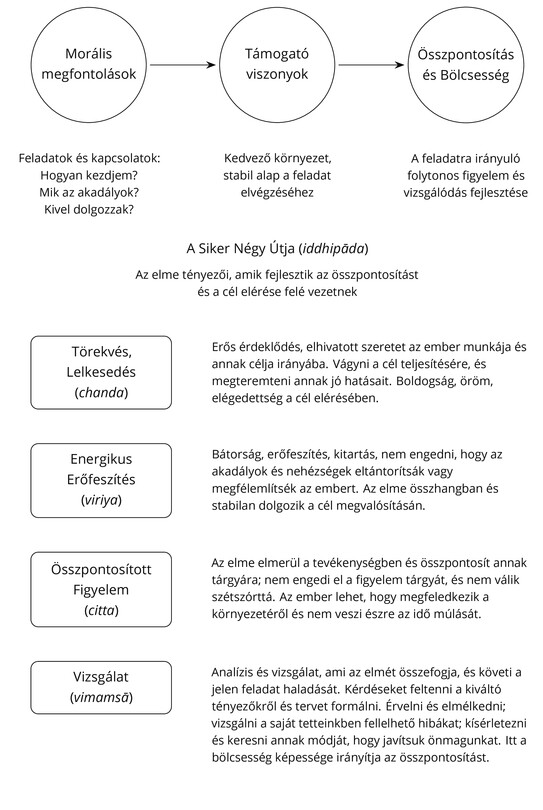 Morális
megfontolások
Támogató
viszonyok
Összpontosítás
és Bölcsesség
Feladatok és kapcsolatok:
Hogyan kezdjem?
Mik az akadályok?
Kivel dolgozzak?
Kedvező környezet,
stabil alap a feladat
elvégzéséhez
A feladatra irányuló
folytonos figyelem és
vizsgálódás fejlesztése
A Siker Négy Útja (iddhipāda)
Az elme tényezői, amik fejlesztik az összpontosítást
és a cél elérése felé vezetnek
Törekvés,
Lelkesedés
(chanda)
Erős érdeklődés, elhivatott szeretet az ember munkája és
annak célja irányába. Vágyni a cél teljesítésére, és
megteremteni annak jó hatásait. Boldogság, öröm,
elégedettség a cél elérésében.
Energikus
Erőfeszítés
(viriya)
Bátorság, erőfeszítés, kitartás, nem engedni, hogy az
akadályok és nehézségek eltántorítsák vagy
megfélemlítsék az embert. Az elme összhangban és
stabilan dolgozik a cél megvalósításán.
Összpontosított
Figyelem
(citta)
Az elme elmerül a tevékenységben és összpontosít annak
tárgyára; nem engedi el a figyelem tárgyát, és nem válik
szétszórttá. Az ember lehet, hogy megfeledkezik a
környezetéről és nem veszi észre az idő múlását.
Vizsgálat
(vimamsā)
Analízis és vizsgálat, ami az elmét összefogja, és követi a
jelen feladat haladását. Kérdéseket feltenni a kiváltó
tényezőkről és tervet formálni. Érvelni és elmélkedni;
vizsgálni a saját tetteinkben fellelhető hibákat; kísérletezni
és keresni annak módját, hogy javítsuk önmagunkat. Itt a
bölcsesség képessége irányítja az összpontosítást.